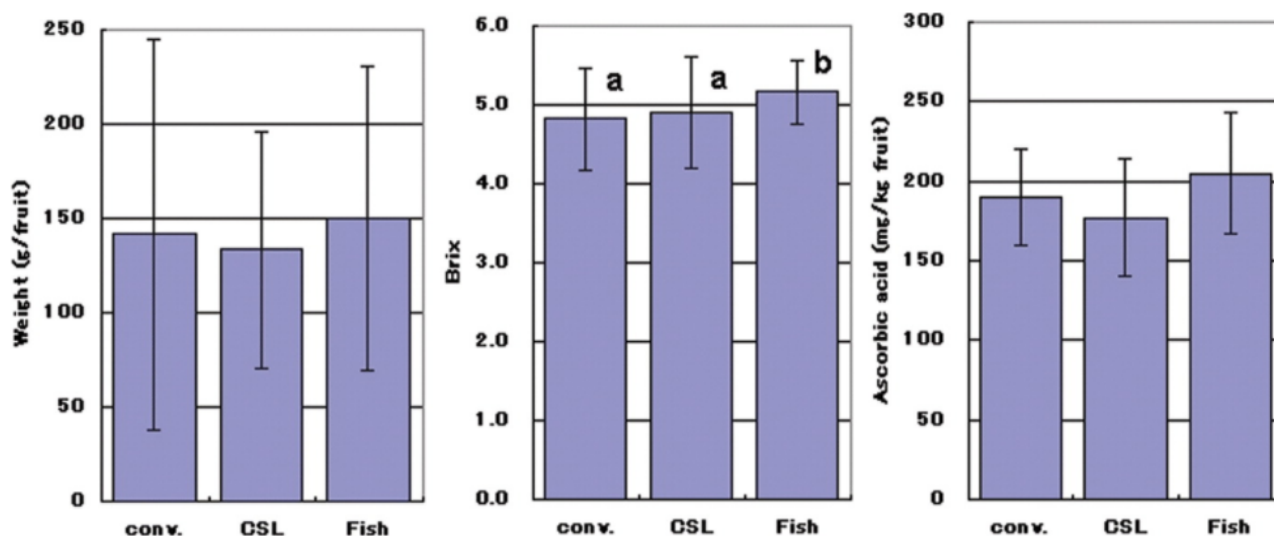 Weight (g/fruit)
250
200
150
100
50
0
conv. CSL Fish
Brix
6.0
5.0
4.0
3.0
2.0
1.0
0.0
a a b
conv. CSL Fish
Ascorbic acid (mg/kg fruit)
300
250
200
150
100
50
0
conv. CSL Fish